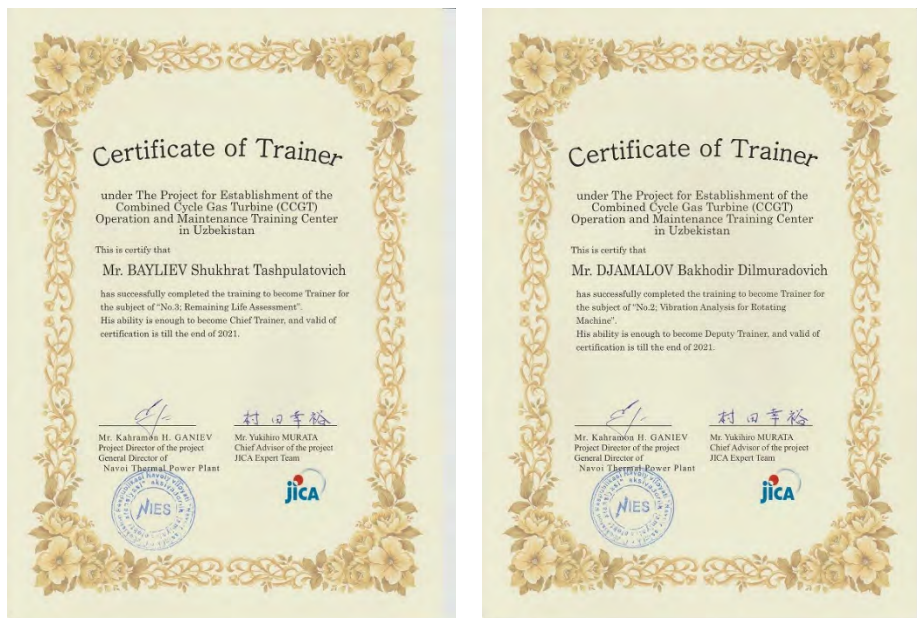 Certificate of Trainer
under The Project for Establishment of the
Combined Cycle Gas Turbine (CCGT)
Operation and Maintenance Training Center
in Uzbekistan
This is certify that
Mr. BAYLIEV Shukhrat Tashpulatovich
has successfully completed the training to become Trainer for
the subject of "No.3; Remaining Life Assessment".
His ability is enough to become Chief Trainer, and valid of
certification is till the end of 2021.
村田幸裕
Mr. Kahramon H. GANIEV
Project Director of the project
General Director of
Navoi Thermal Power Plant
Mr. Yukihiro MURATA
Chief Advisor of the project
JICA Expert Team
NIES
JICA
Certificate of Trainer
under The Project for Establishment of the
Combined Cycle Gas Turbine (CCGT)
Operation and Maintenance Training Center
in Uzbekistan
This is certify that
Mr. DJAMALOV Bakhodir Dilmuradovich
has successfully completed the training to become Trainer for
the subject of "No.2; Vibration Analysis for Rotating
Machine".
His ability is enough to become Deputy Trainer, and valid of
certification is till the end of 2021.
村田幸裕
Mr. Kahramon H. GANIEV
Project Director of the project
General Director of
Navoi Thermal Power Plant
Mr. Yukihiro MURATA
Chief Advisor of the project
JICA Expert Team
NIES
JICA